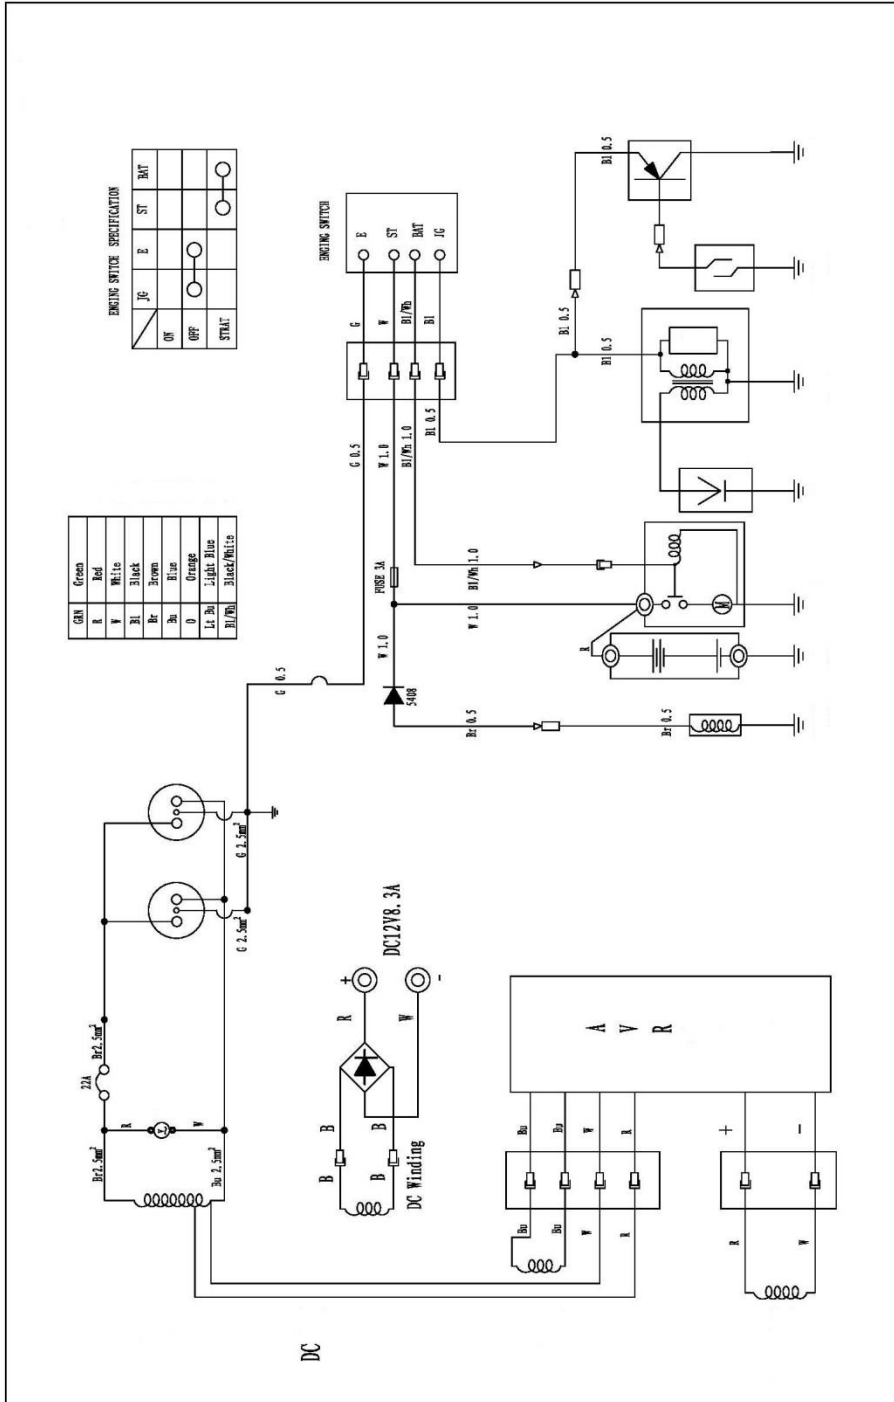 ENGING SWITCH SPECIFICATION
JG E ST BAT
ON
OFF
STRAT
GRN Green
R Red
W White
Bl Black
Br Brown
Bu Blue
O Orange
Lt Bu Light Blue
Bl/Wh Black/White
Br2.5mm²
22A
Br2.5mm²
R
V
W
Bu 2.5mm²
G 2.5mm²
G 2.5mm²
G 0.5
ENGING SWITCH
E
ST
BAT
JG
G
W
Bl/Wh
Bl
G 0.5
W 1.0
Bl/Wh 1.0
Bl 0.5
FUSE 3A
W 1.0
5408
Br 0.5
Br 0.5
W 1.0
Bl/Wh 1.0
R
M
Bl 0.5
Bl 0.5
Bl 0.5
DC
B
B
B
B
DC Winding
R
W
+
-
DC12V8.3A
Bu
Bu
W
R
Bu
Bu
W
R
AVR
+
-
R
W